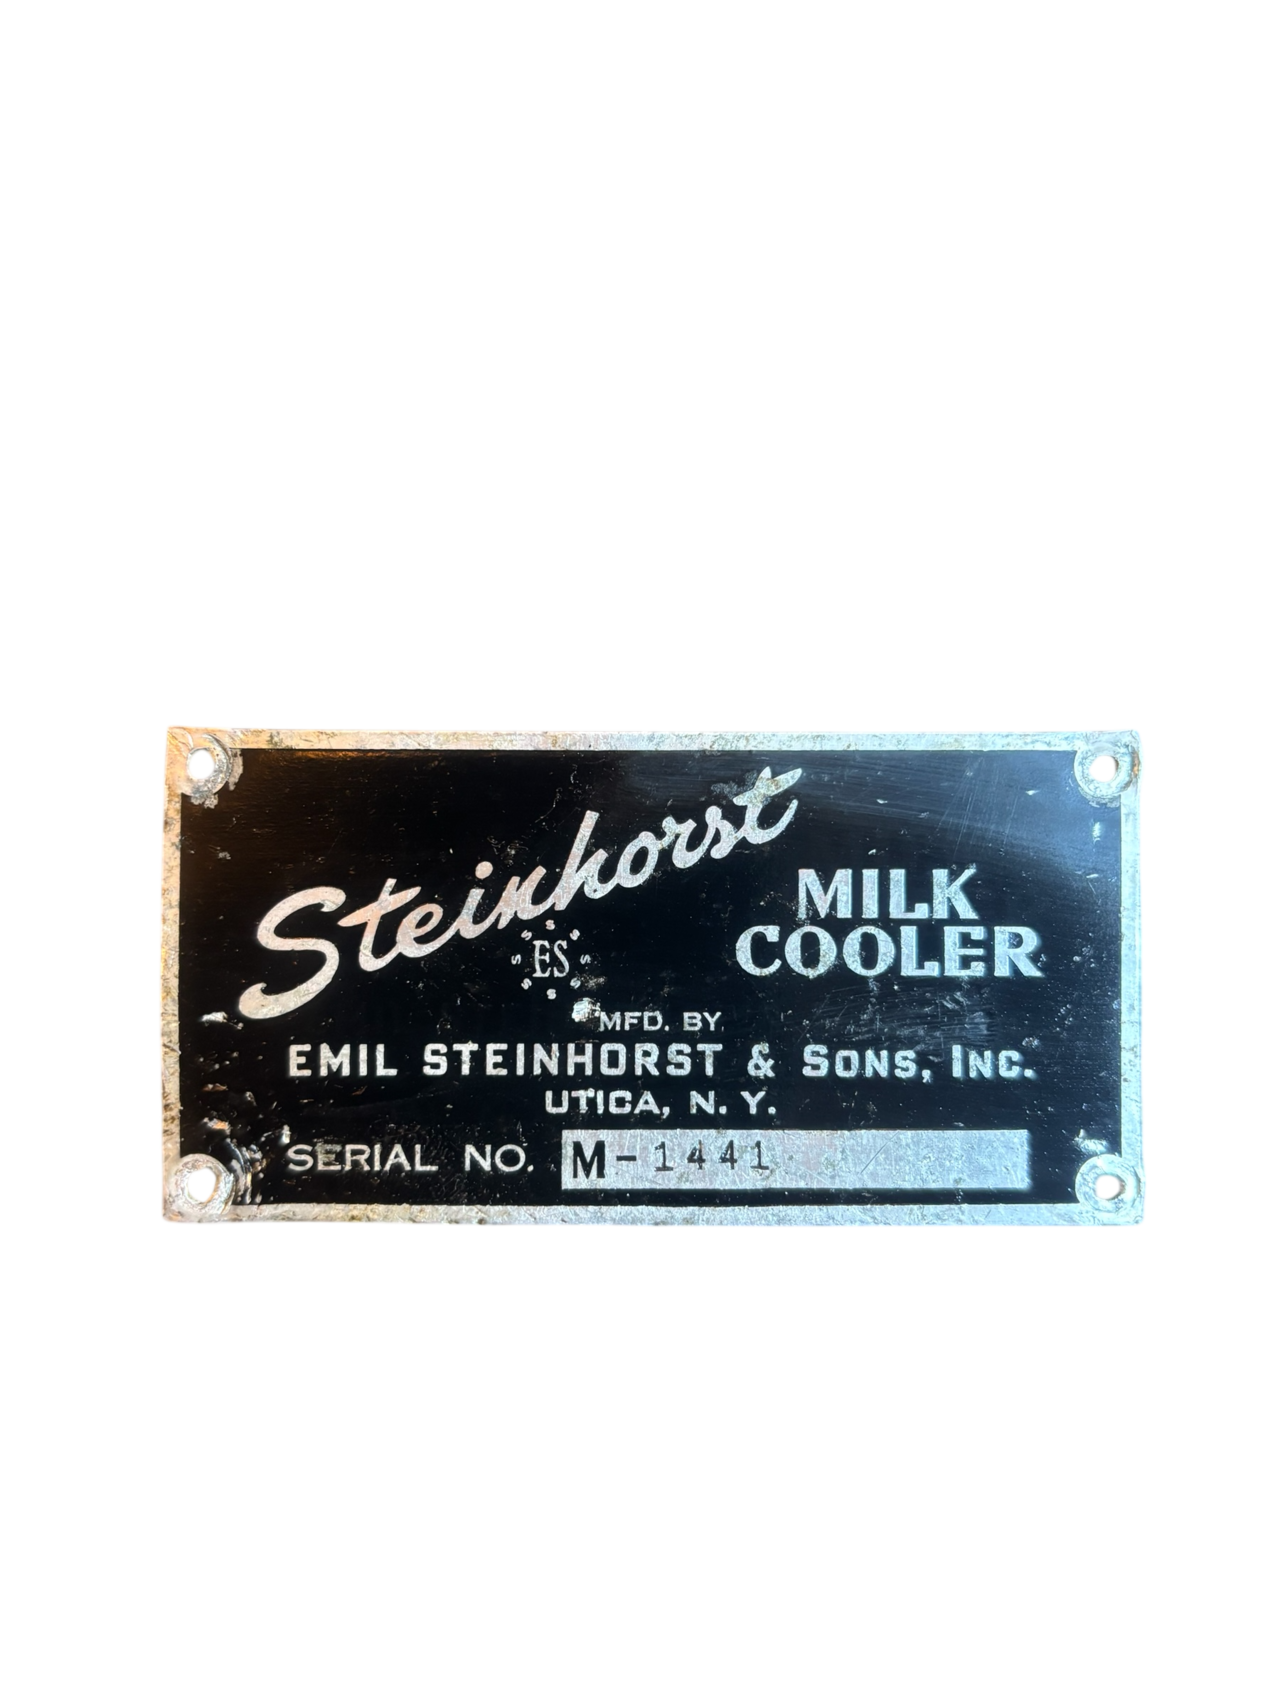 Steinhorst
MILK
COOLER
ES
MFD. BY
EMIL STEINHORST & SONS, INC.
UTICA, N. Y.
SERIAL NO. M-1441